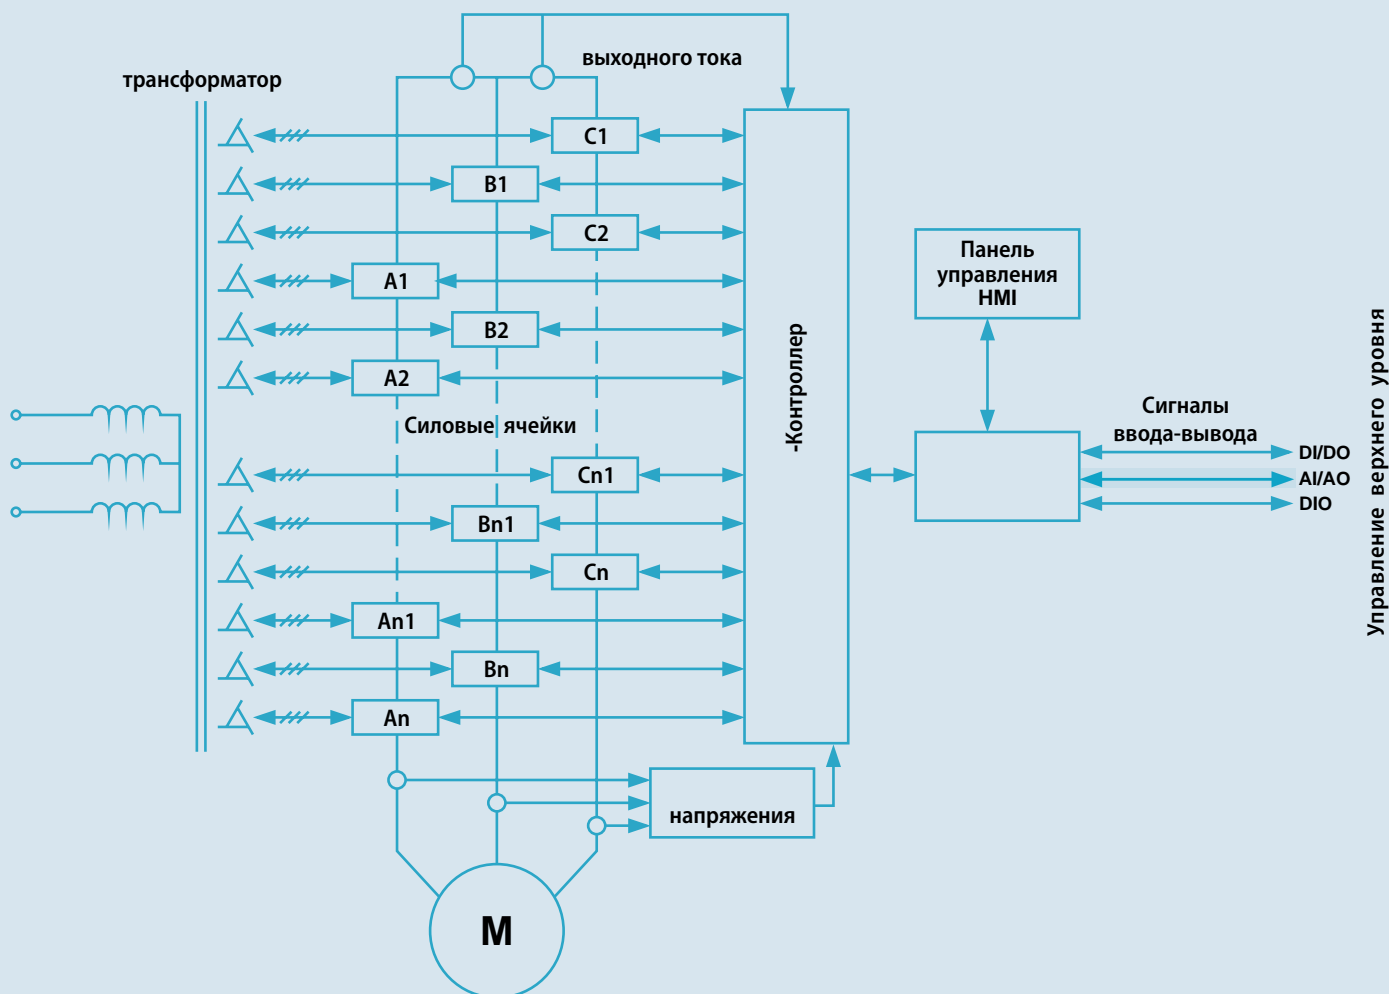 выходного тока
трансформатор
C1
B1
C2
A1
B2
A2
Силовые ячейки
Cn1
Bn1
Cn
An1
Bn
An
-Контроллер
Панель
управления
HMI
Сигналы
ввода-вывода
DI/DO
AI/AO
DIO
Управление верхнего уровня
напряжения
M